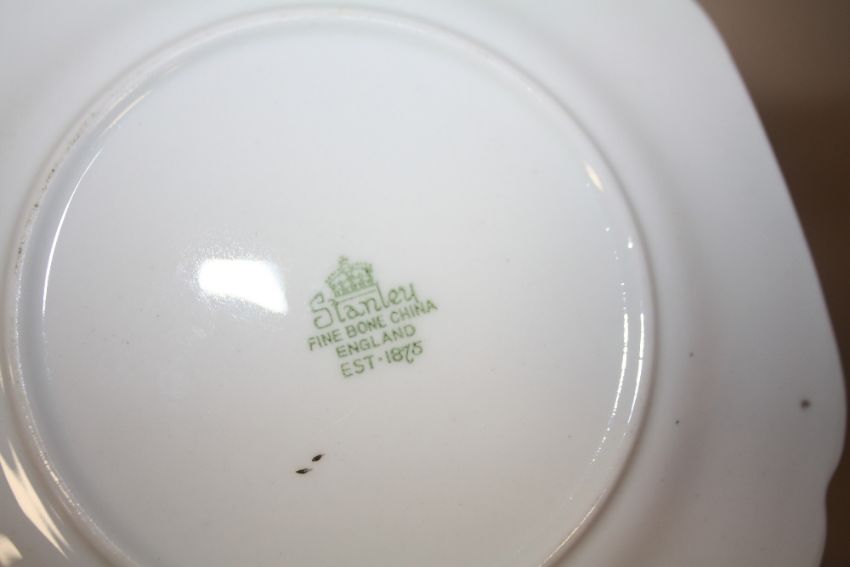 Stanley
FINE BONE CHINA
ENGLAND
EST·1875